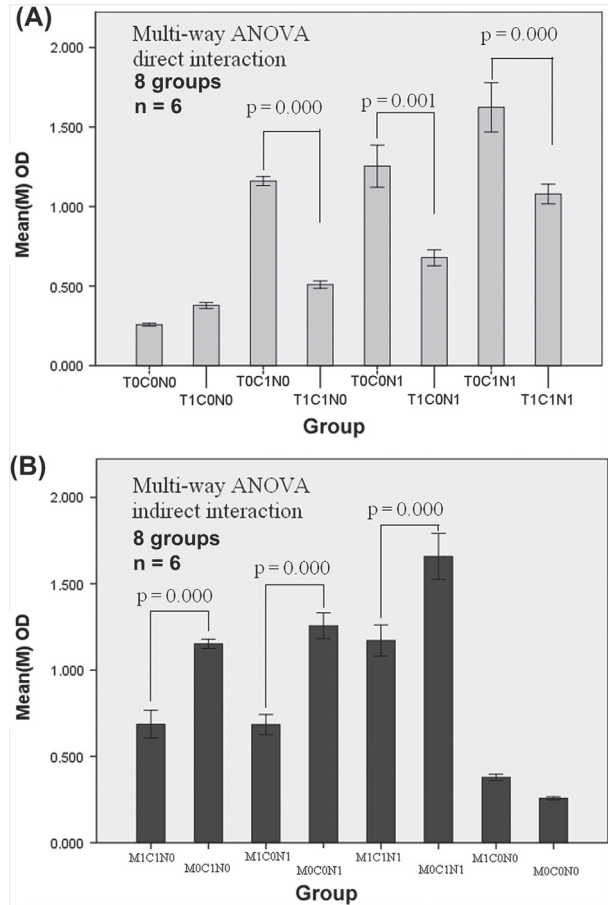 (A)
Multi-way ANOVA
direct interaction
8 groups
n = 6
p = 0.000
p = 0.001
p = 0.000
Mean(M) OD
2.000
1.500
1.000
0.500
0.000
T0C0N0
T1C0N0
T0C1N0
T1C1N0
T0C0N1
T1C0N1
T0C1N1
T1C1N1
Group
(B)
Multi-way ANOVA
indirect interaction
8 groups
n = 6
p = 0.000
p = 0.000
p = 0.000
Mean(M) OD
2.000
1.500
1.000
0.500
0.000
M1C1N0
M0C1N0
M1C0N1
M0C0N1
M1C1N1
M0C1N1
M1C0N0
M0C0N0
Group